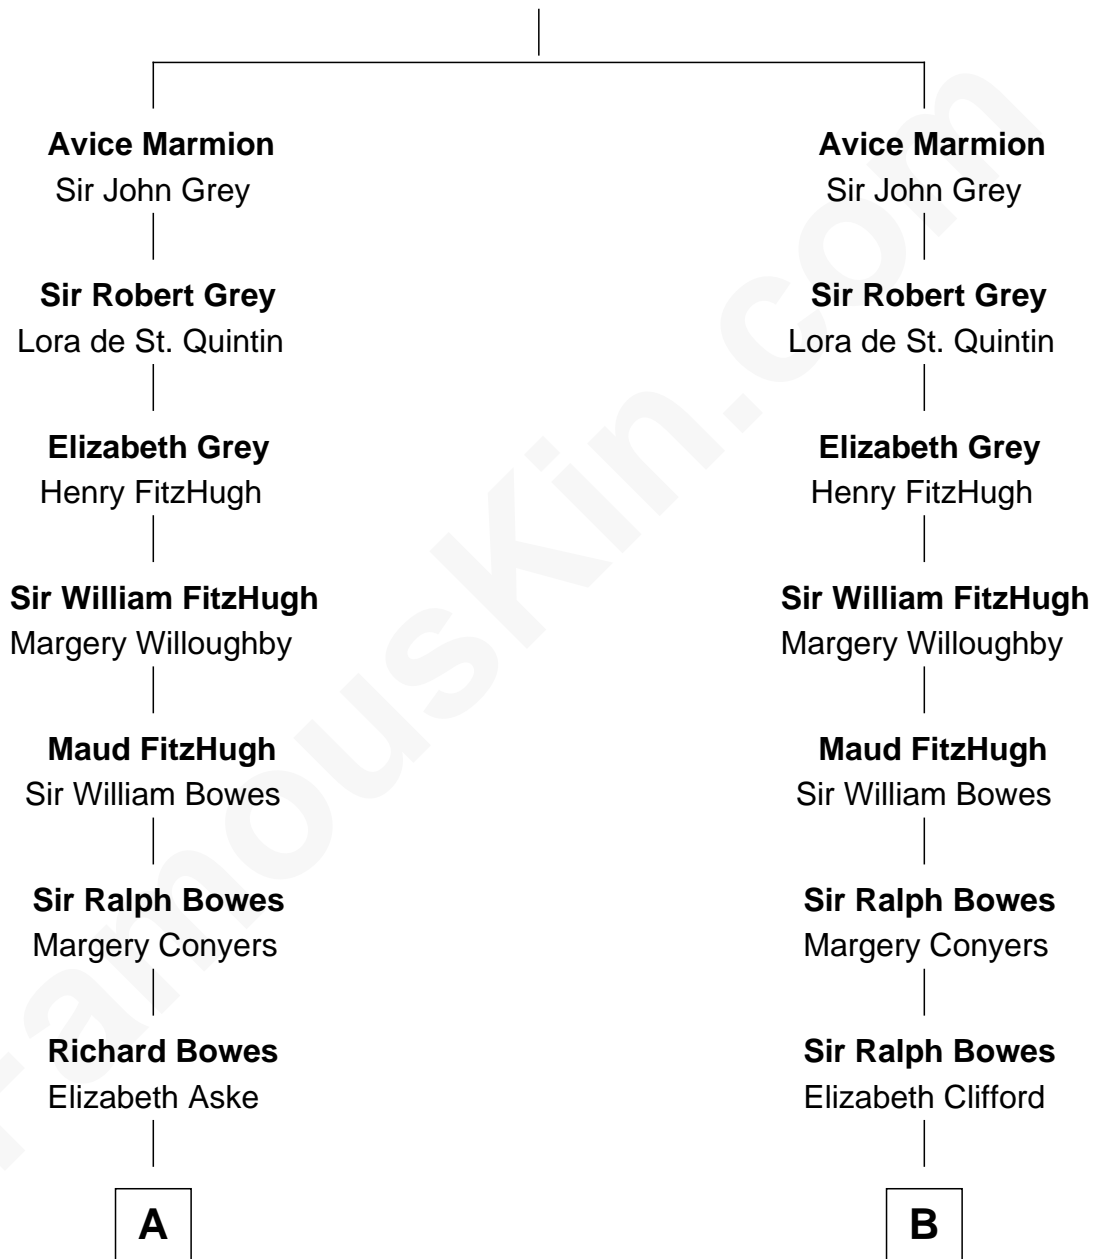 Avice Marmion
Sir John Grey
Sir Robert Grey
Lora de St. Quintin
Elizabeth Grey
Henry FitzHugh
Sir William FitzHugh
Margery Willoughby
Maud FitzHugh
Sir William Bowes
Sir Ralph Bowes
Margery Conyers
Richard Bowes
Elizabeth Aske
A
Avice Marmion
Sir John Grey
Sir Robert Grey
Lora de St. Quintin
Elizabeth Grey
Henry FitzHugh
Sir William FitzHugh
Margery Willoughby
Maud FitzHugh
Sir William Bowes
Sir Ralph Bowes
Margery Conyers
Sir Ralph Bowes
Elizabeth Clifford
B
FamousKin.com